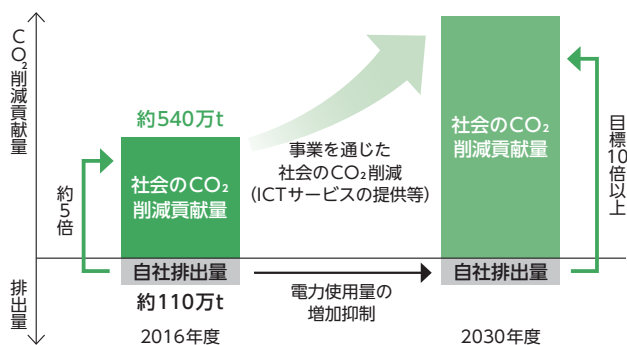 CO₂削減貢献量
排出量
約540万t
社会のCO₂
削減貢献量
約5倍
自社排出量
約110万t
2016年度
事業を通じた
社会のCO₂削減
(ICTサービスの提供等)
電力使用量の
増加抑制
社会のCO₂
削減貢献量
目標10倍以上
自社排出量
2030年度